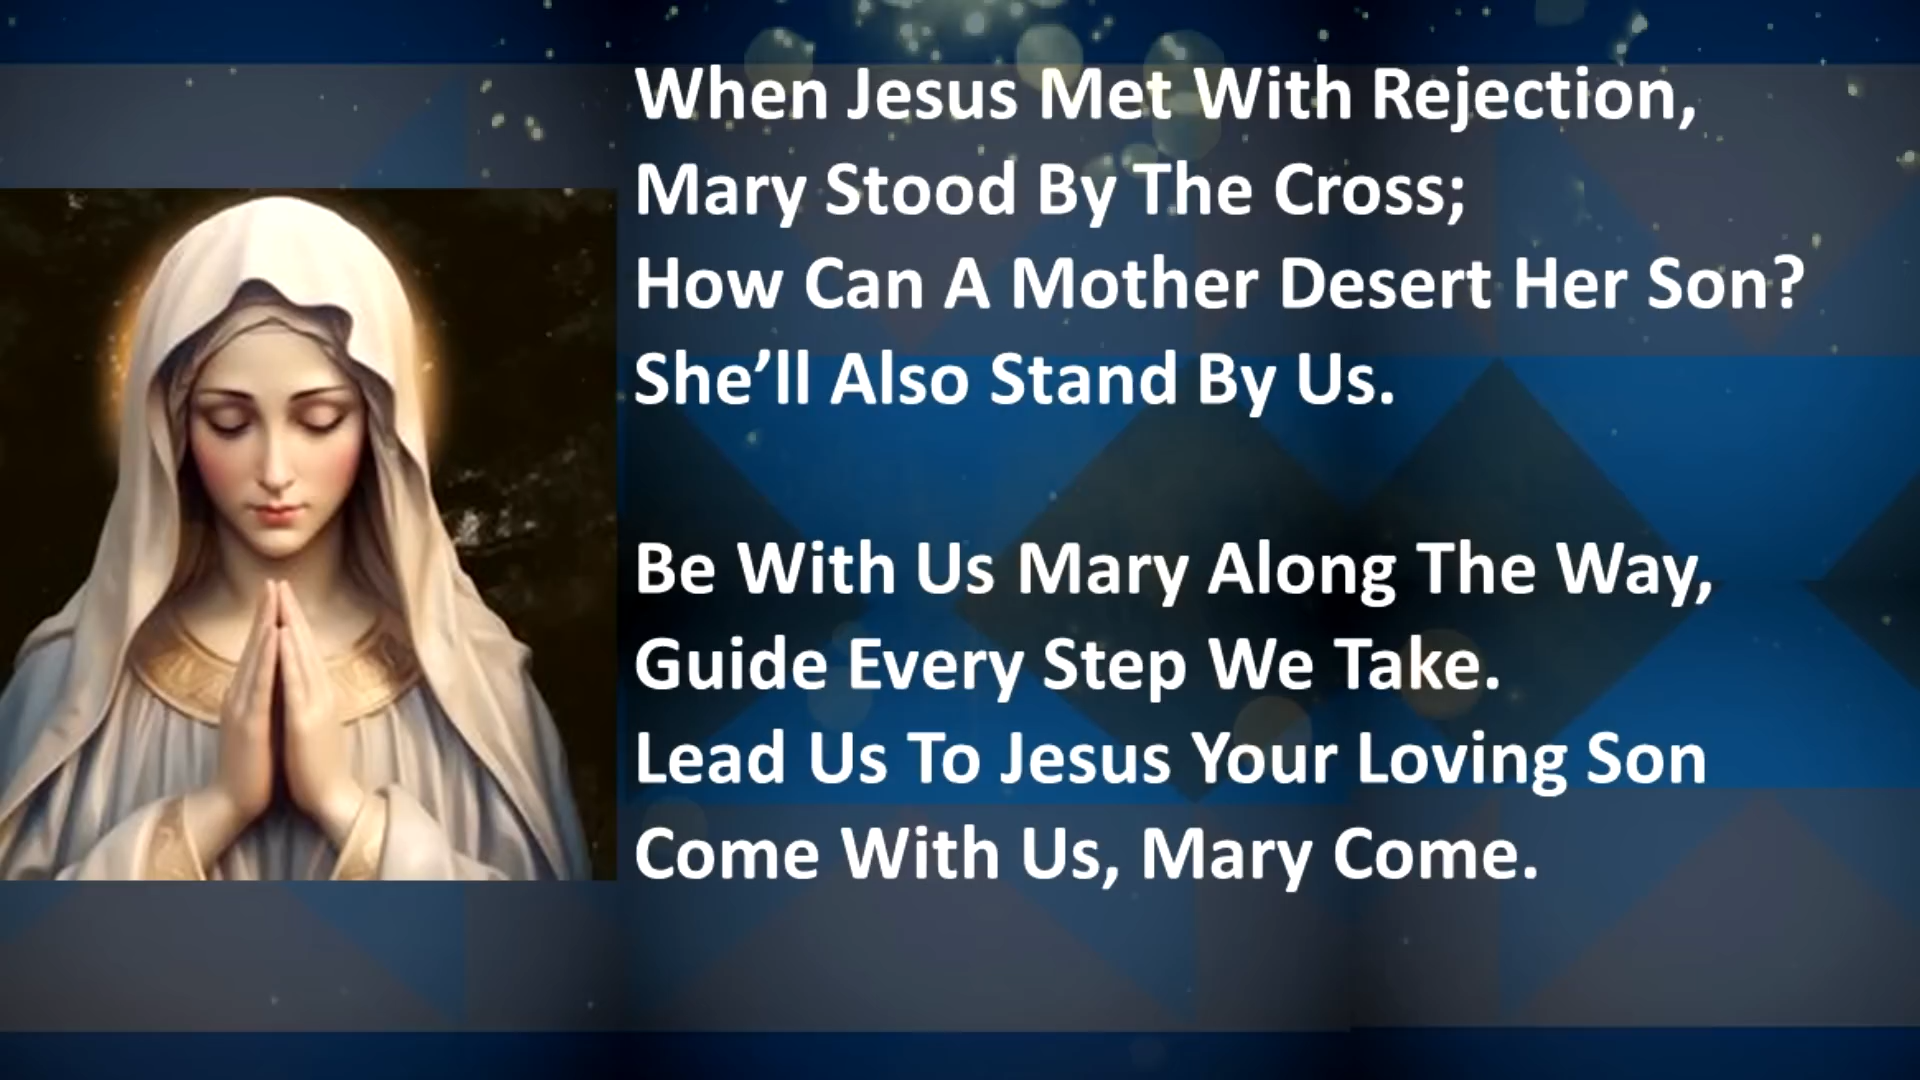 When Jesus Met With Rejection,
Mary Stood By The Cross;
How Can A Mother Desert Her Son?
She’ll Also Stand By Us.
Be With Us Mary Along The Way,
Guide Every Step We Take.
Lead Us To Jesus Your Loving Son
Come With Us, Mary Come.